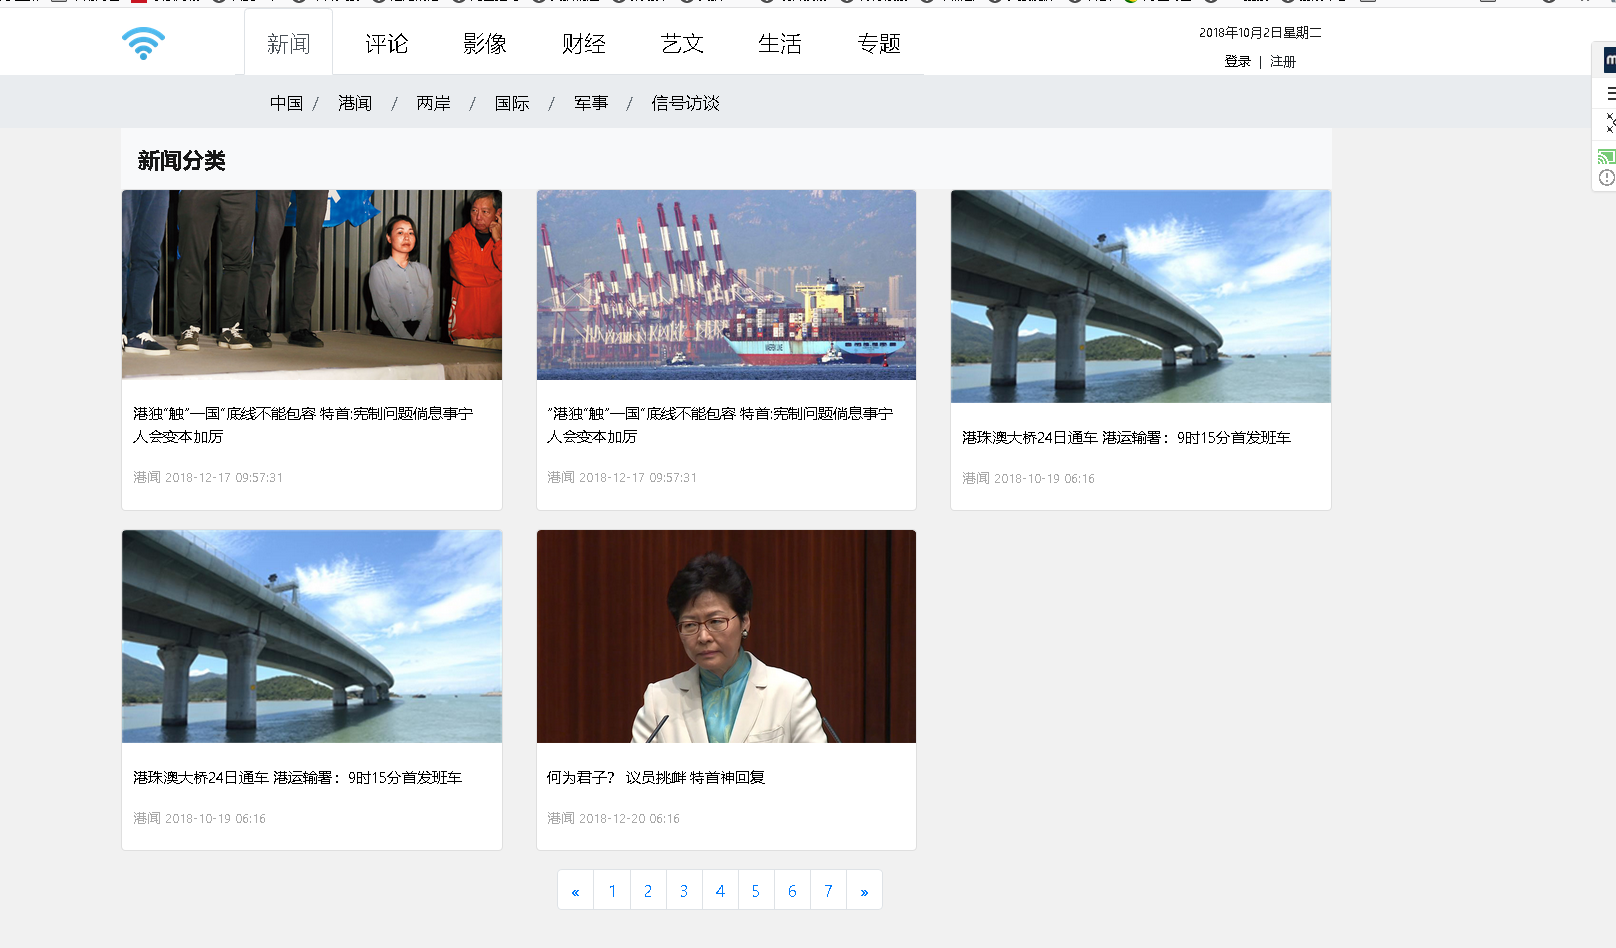 新闻 评论 影像 财经 艺文 生活 专题
2018年10月2日星期二
登录 | 注册
中国 / 港闻 / 两岸 / 国际 / 军事 / 信号访谈
新闻分类
港独“触”一国”底线不能包容 特首:宪制问题倘息事宁
人会变本加厉
港闻 2018-12-17 09:57:31
”港独“触”一国”底线不能包容 特首:宪制问题倘息事宁
人会变本加厉
港闻 2018-12-17 09:57:31
港珠澳大桥24日通车 港运输署：9时15分首发班车
港闻 2018-10-19 06:16
港珠澳大桥24日通车 港运输署：9时15分首发班车
港闻 2018-10-19 06:16
何为君子？ 议员挑衅 特首神回复
港闻 2018-12-20 06:16
« 1 2 3 4 5 6 7 »